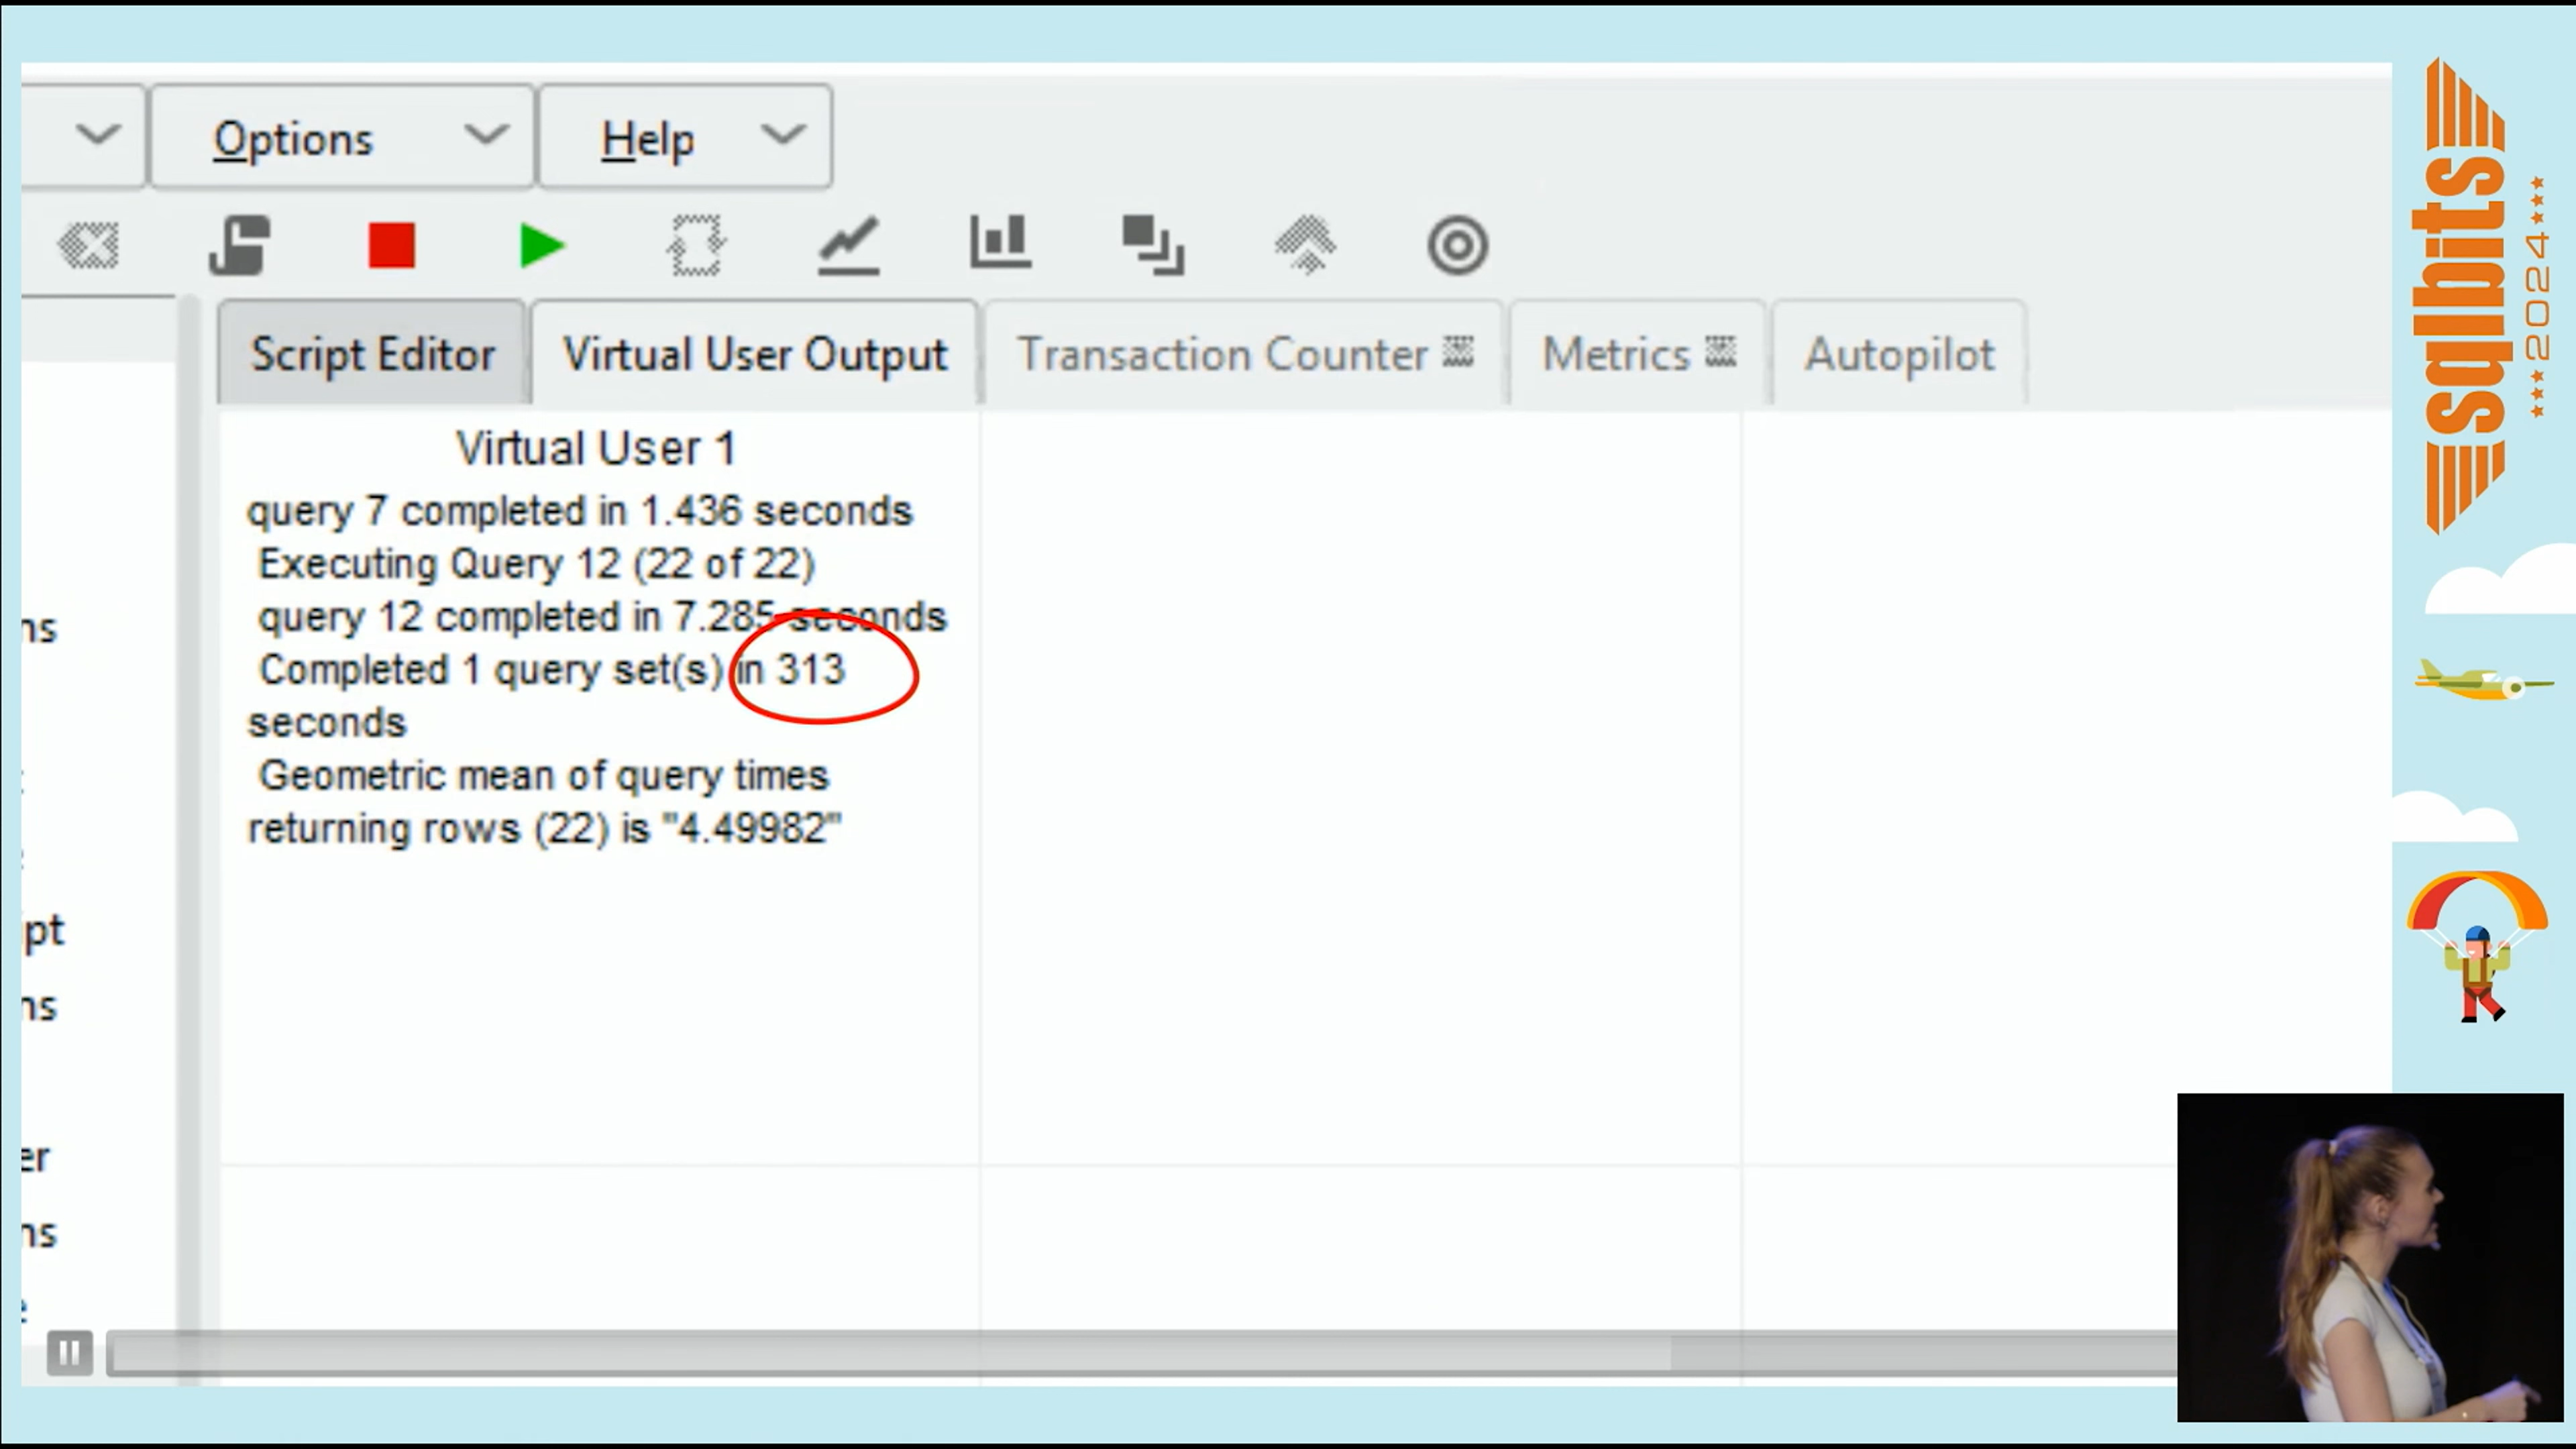 Options
Help
Script Editor
Virtual User Output
Transaction Counter
Metrics
Autopilot
Virtual User 1
query 7 completed in 1.436 seconds
Executing Query 12 (22 of 22)
query 12 completed in 7.285 seconds
Completed 1 query set(s) in 313
seconds
Geometric mean of query times
returning rows (22) is "4.49982"
ns
ipt
ns
er
ns
sqlbits
2024